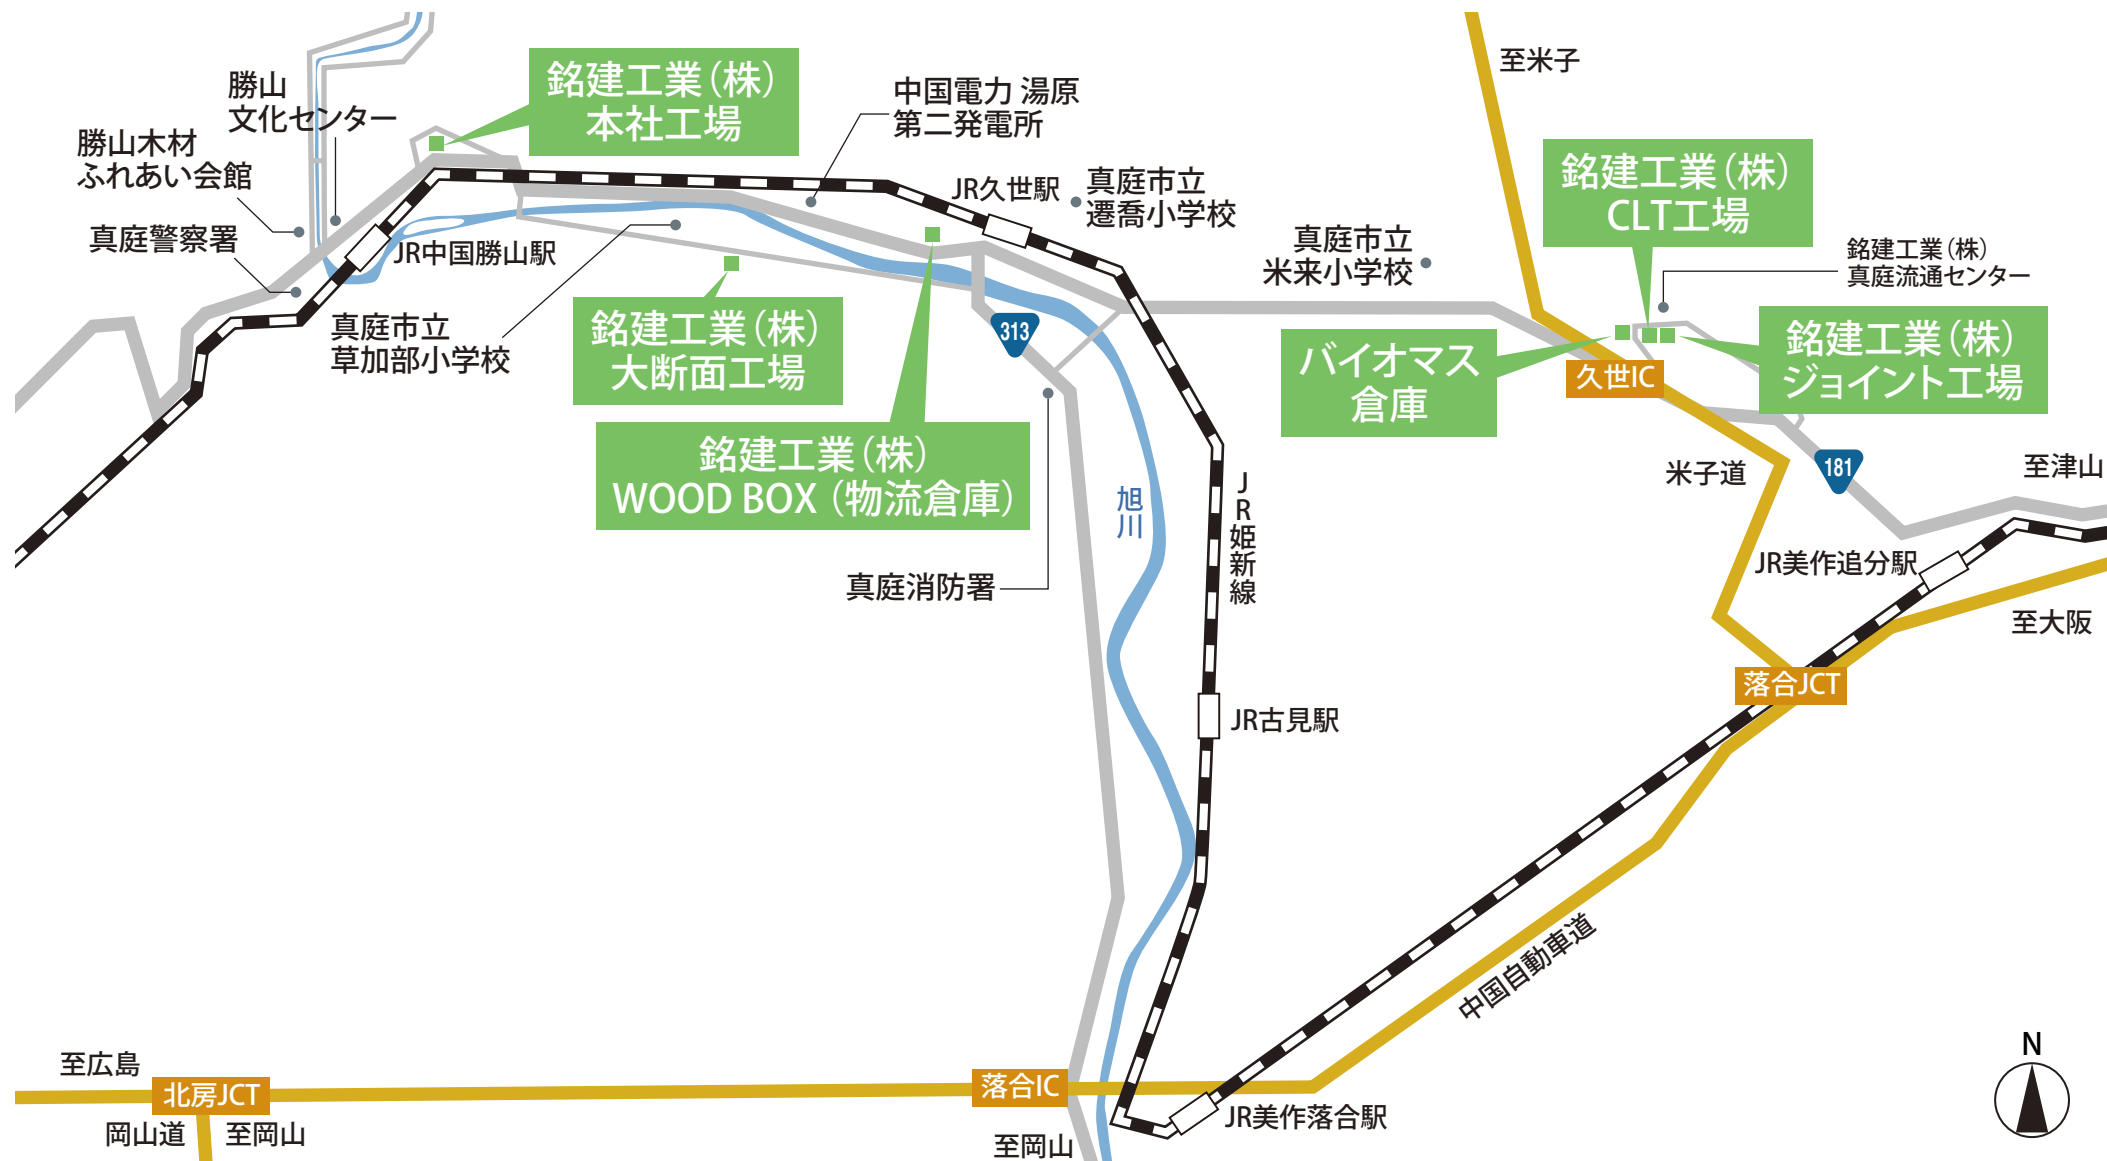 至米子
勝山
文化センター
銘建工業（株）
本社工場
中国電力 湯原
第二発電所
勝山木材
ふれあい会館
真庭警察署
JR中国勝山駅
JR久世駅
真庭市立
遷喬小学校
真庭市立
米来小学校
銘建工業（株）
CLT工場
銘建工業（株）
真庭流通センター
真庭市立
草加部小学校
銘建工業（株）
大断面工場
313
バイオマス
倉庫
久世IC
銘建工業（株）
ジョイント工場
銘建工業（株）
WOOD BOX（物流倉庫）
旭川
JR姫新線
米子道
181
至津山
真庭消防署
JR美作追分駅
至大阪
落合JCT
JR古見駅
中国自動車道
至広島
北房JCT
岡山道
至岡山
落合IC
至岡山
JR美作落合駅
N